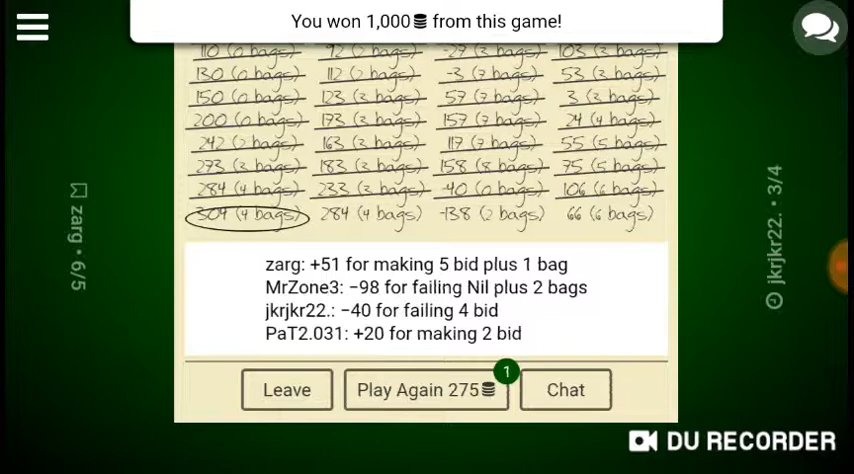 You won 1,000 from this game!
110 (0 bags) 92 (2 bags) -27 (3 bags) 103 (3 bags)
130 (0 bags) 112 (2 bags) -3 (7 bags) 53 (3 bags)
150 (0 bags) 123 (3 bags) 57 (7 bags) 3 (3 bags)
200 (0 bags) 173 (3 bags) 157 (7 bags) 24 (4 bags)
242 (2 bags) 163 (3 bags) 117 (7 bags) 55 (5 bags)
273 (3 bags) 183 (3 bags) 158 (8 bags) 75 (5 bags)
284 (4 bags) 233 (3 bags) -40 (0 bags) 106 (6 bags)
304 (4 bags) 284 (4 bags) -138 (2 bags) 66 (6 bags)
zarg • 6/5
jkrjkr22. • 3/4
zarg: +51 for making 5 bid plus 1 bag
MrZone3: −98 for failing Nil plus 2 bags
jkrjkr22.: −40 for failing 4 bid
PaT2.031: +20 for making 2 bid
1
Leave Play Again 275 Chat
DU RECORDER